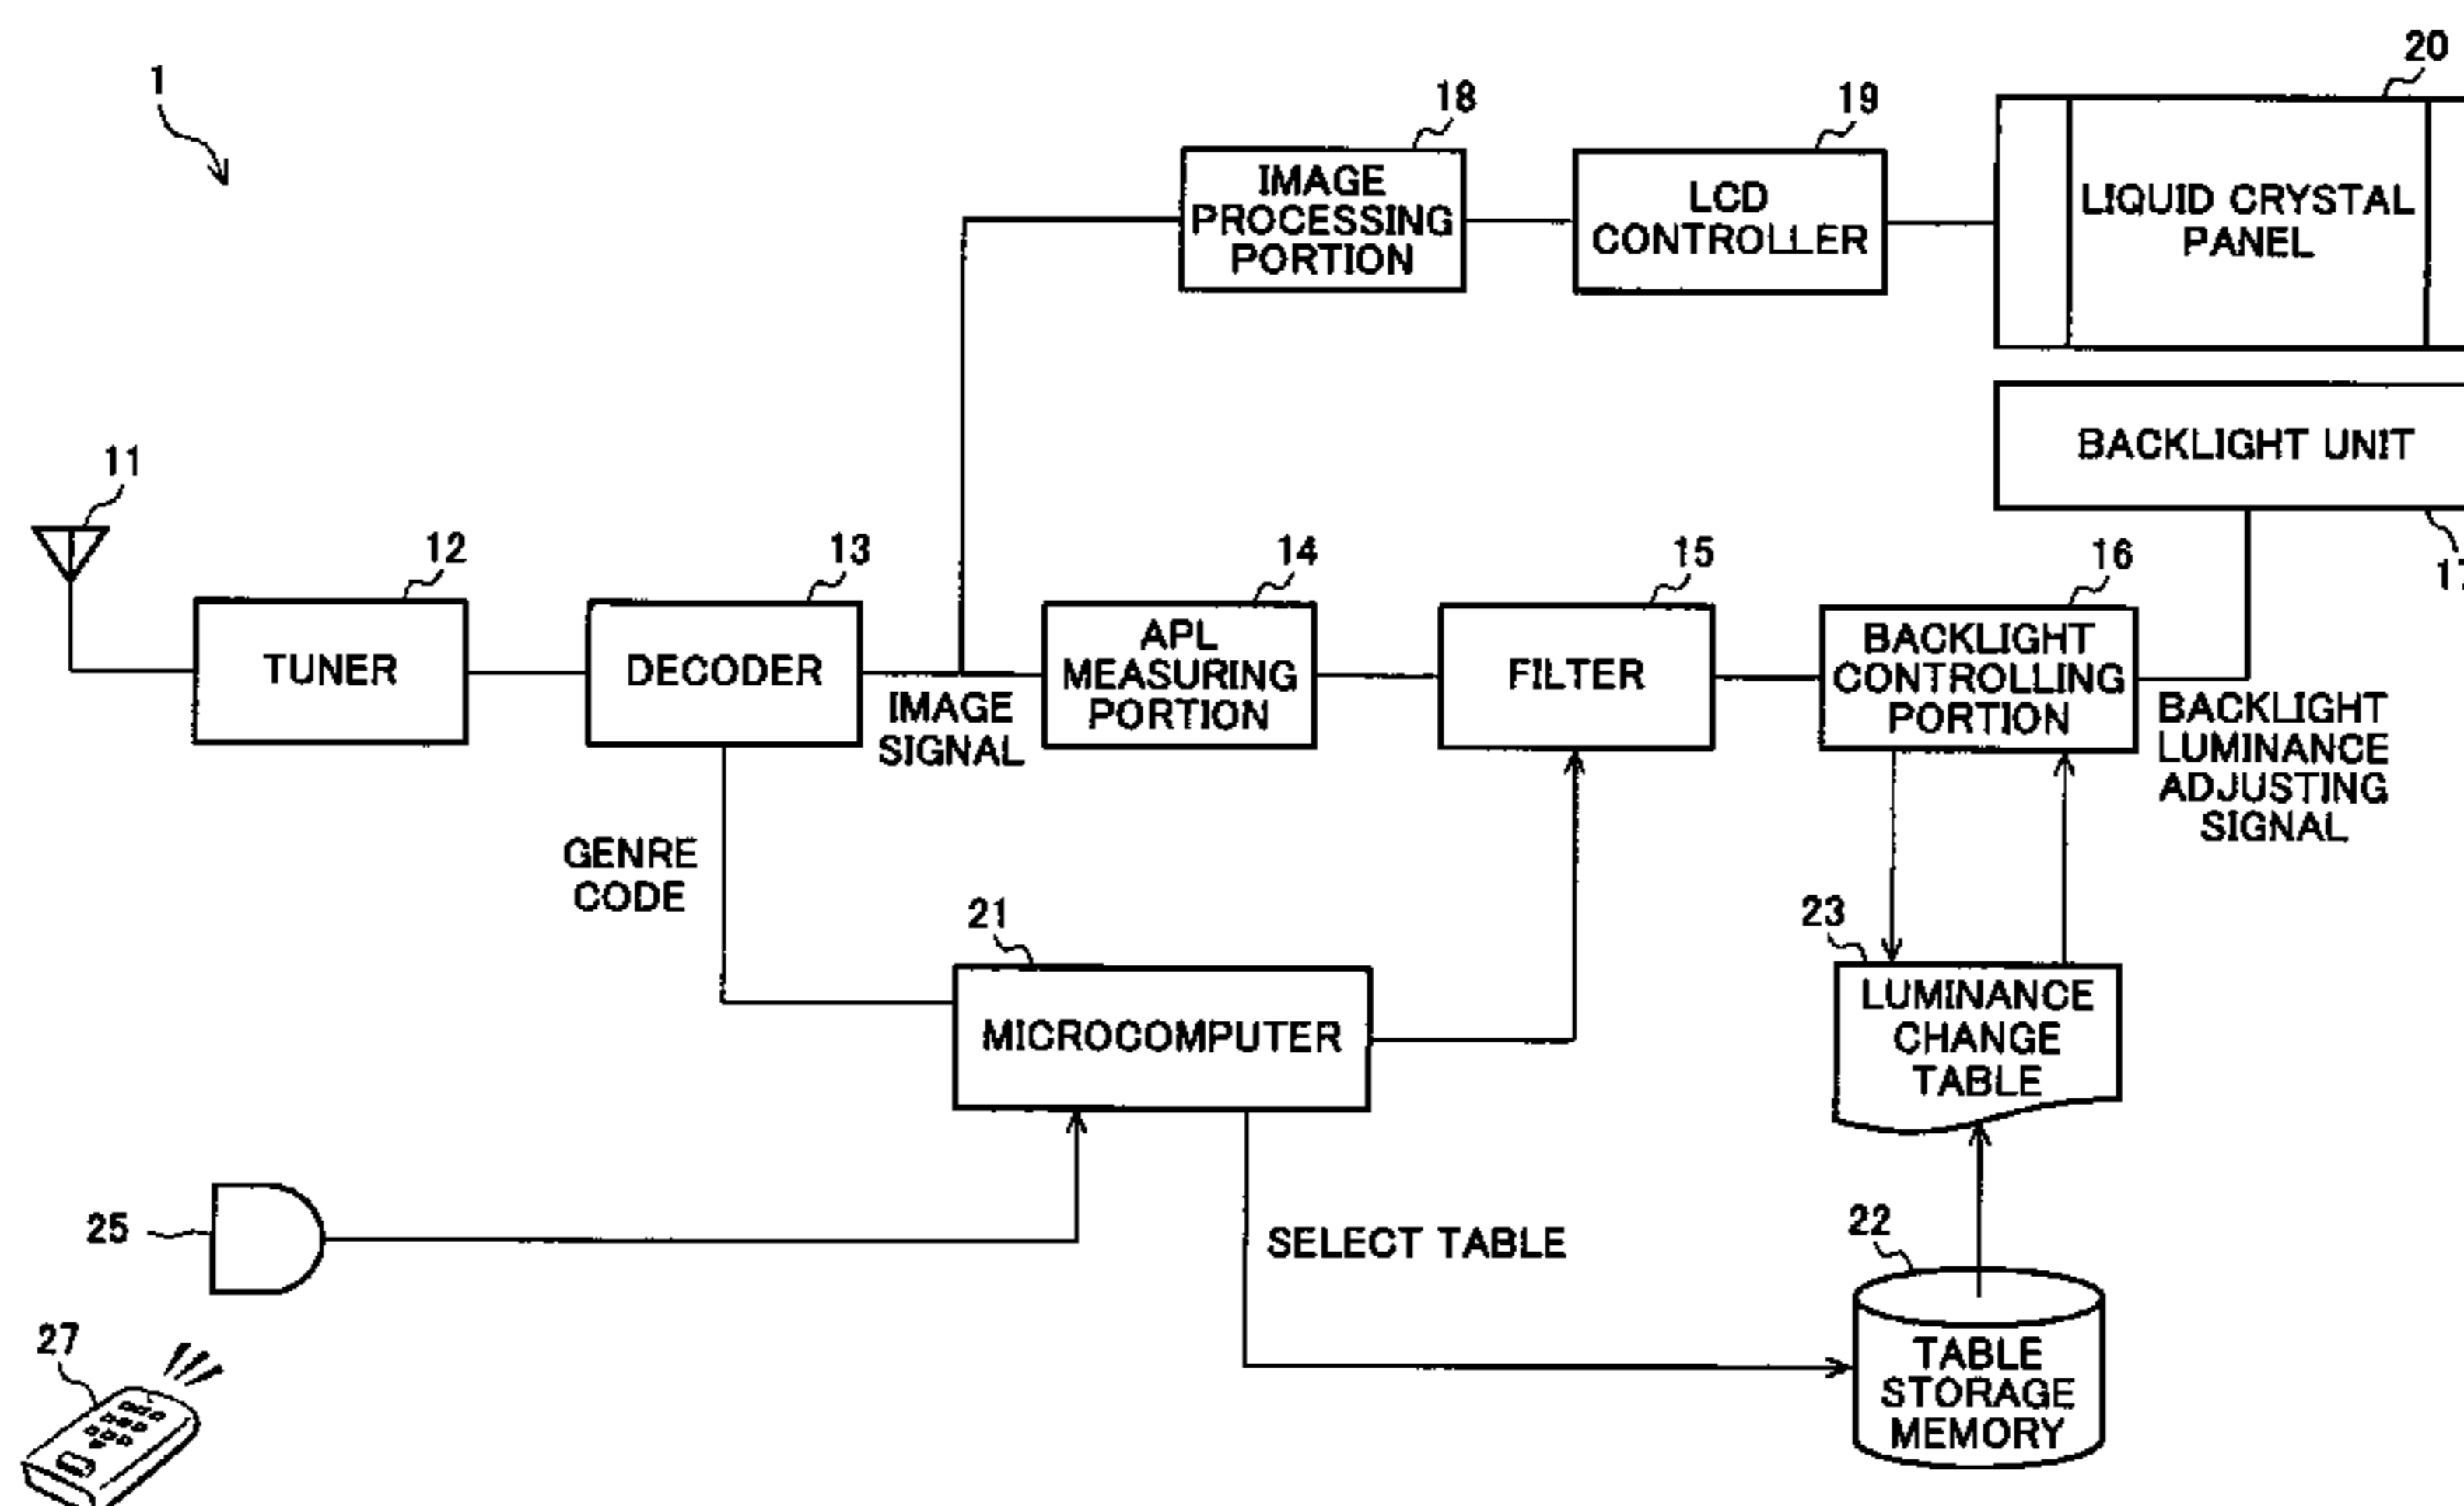 1
20
18
19
IMAGE
PROCESSING
PORTION
LCD
CONTROLLER
LIQUID CRYSTAL
PANEL
BACKLIGHT UNIT
11
12
13
14
15
16
TUNER
DECODER
IMAGE
SIGNAL
APL
MEASURING
PORTION
FILTER
BACKLIGHT
CONTROLLING
PORTION
BACKLIGHT
LUMINANCE
ADJUSTING
SIGNAL
GENRE
CODE
21
MICROCOMPUTER
23
LUMINANCE
CHANGE
TABLE
25
SELECT TABLE
22
TABLE
STORAGE
MEMORY
27